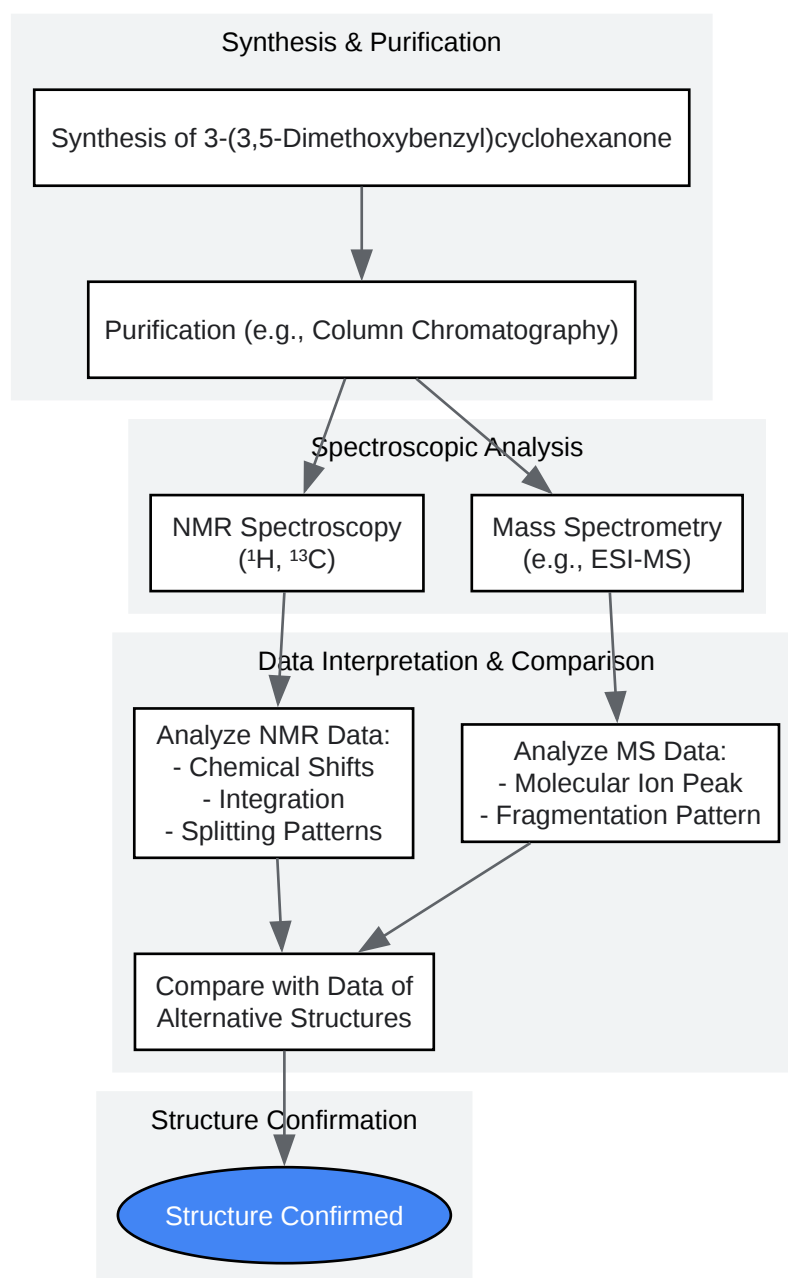 Synthesis & Purification
Synthesis of 3-(3,5-Dimethoxybenzyl)cyclohexanone
Purification (e.g., Column Chromatography)
Spectroscopic Analysis
NMR Spectroscopy
(¹H, ¹³C)
Mass Spectrometry
(e.g., ESI-MS)
Data Interpretation & Comparison
Analyze NMR Data:
- Chemical Shifts
- Integration
- Splitting Patterns
Analyze MS Data:
- Molecular Ion Peak
- Fragmentation Pattern
Compare with Data of
Alternative Structures
Structure Confirmation
Structure Confirmed